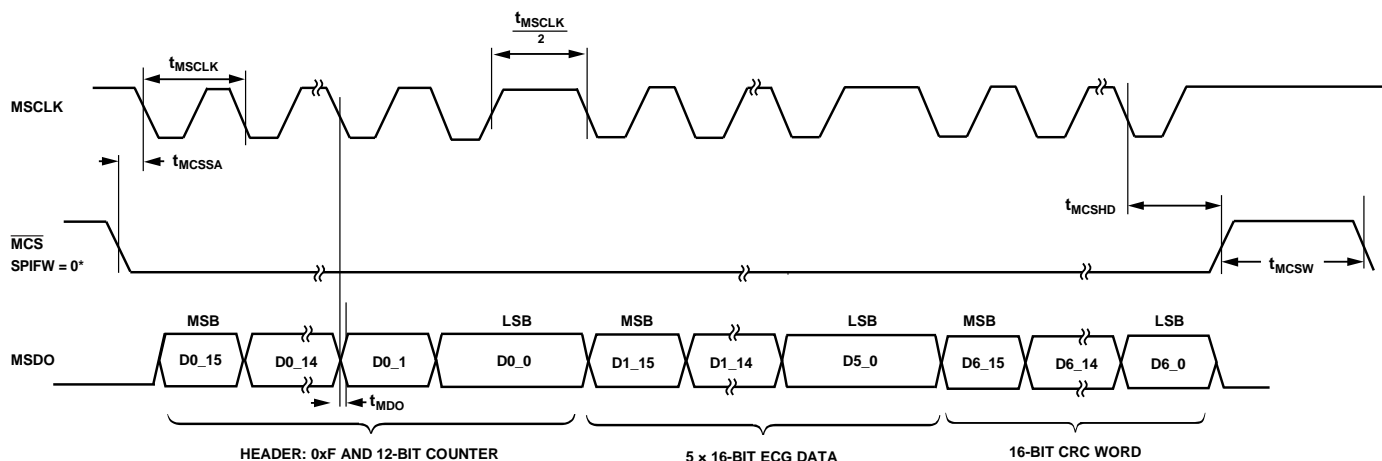 tMSCLK
tMSCLK
2
MSCLK
tMCSSA
tMCSHD
MCS
SPIFW = 0*
tMCSW
MSB
LSB
MSB
LSB
MSB
LSB
MSDO
D0_15
D0_14
D0_1
D0_0
D1_15
D1_14
D5_0
D6_15
D6_14
D6_0
tMDO
HEADER: 0xF AND 12-BIT COUNTER
5 × 16-BIT ECG DATA
16-BIT CRC WORD